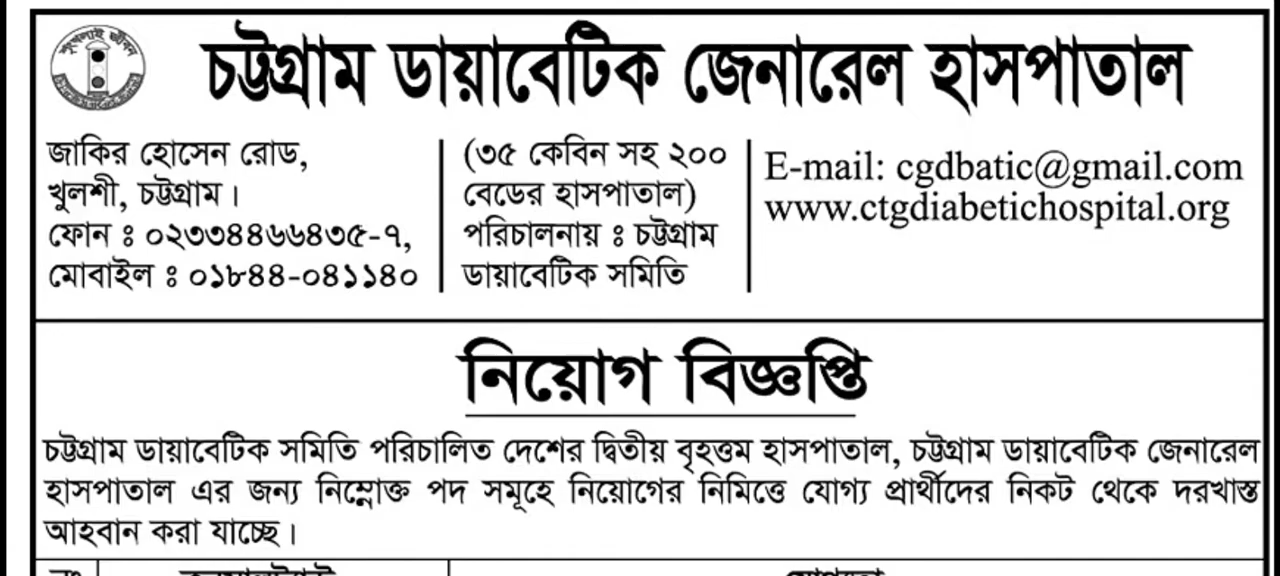 শৃংখলাই জীবন
চট্টগ্রাম ডায়াবেটিক জেনারেল হাসপাতাল
জাকির হোসেন রোড,
খুলশী, চট্টগ্রাম।
ফোন ঃ ০২৩৩৪৪৬৬৪৩৫-৭,
মোবাইল ঃ ০১৮৪৪-০৪১১৪০
(৩৫ কেবিন সহ ২০০
বেডের হাসপাতাল)
পরিচালনায় ঃ চট্টগ্রাম
ডায়াবেটিক সমিতি
E-mail: cgdbatic@gmail.com
www.ctgdiabetichospital.org
নিয়োগ বিজ্ঞপ্তি
চট্টগ্রাম ডায়াবেটিক সমিতি পরিচালিত দেশের দ্বিতীয় বৃহত্তম হাসপাতাল, চট্টগ্রাম ডায়াবেটিক জেনারেল
হাসপাতাল এর জন্য নিম্নোক্ত পদ সমূহে নিয়োগের নিমিত্তে যোগ্য প্রার্থীদের নিকট থেকে দরখাস্ত
আহবান করা যাচ্ছে।